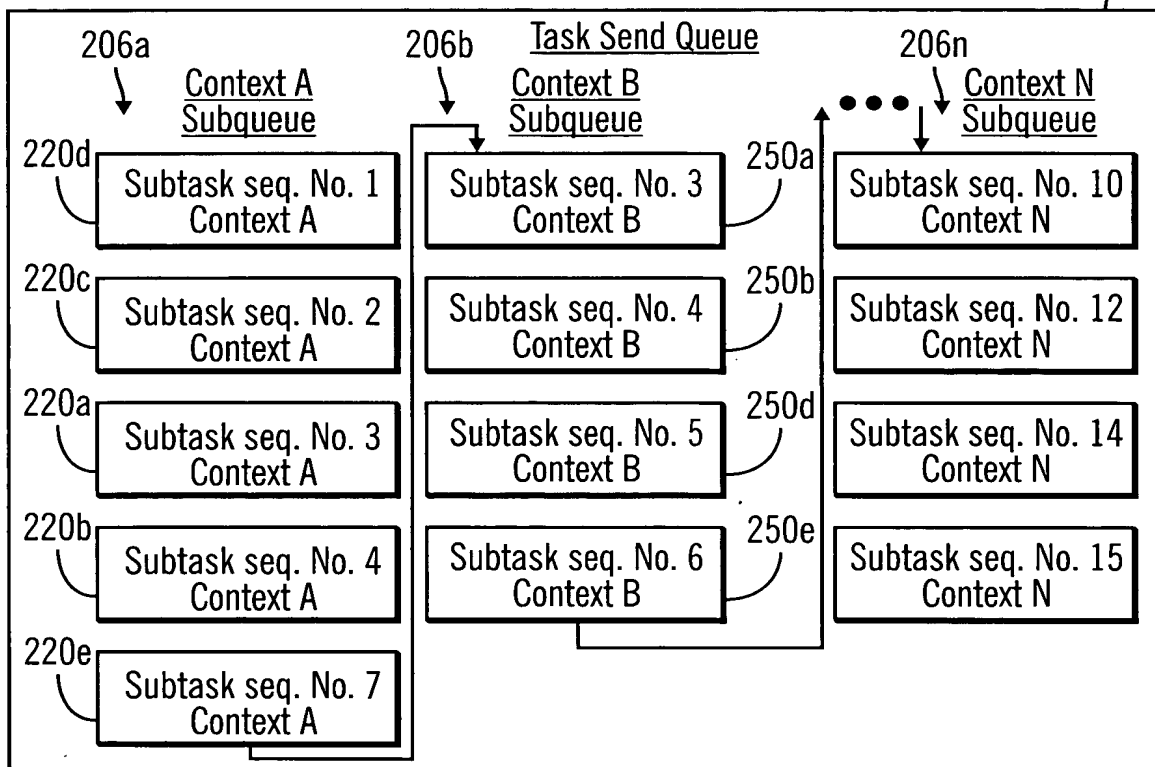 Task Send Queue
206a
Context A
Subqueue
220d
Subtask seq. No. 1
Context A
220c
Subtask seq. No. 2
Context A
220a
Subtask seq. No. 3
Context A
220b
Subtask seq. No. 4
Context A
220e
Subtask seq. No. 7
Context A
206b
Context B
Subqueue
Subtask seq. No. 3
Context B
250a
Subtask seq. No. 4
Context B
250b
Subtask seq. No. 5
Context B
250d
Subtask seq. No. 6
Context B
250e
206n
Context N
Subqueue
Subtask seq. No. 10
Context N
Subtask seq. No. 12
Context N
Subtask seq. No. 14
Context N
Subtask seq. No. 15
Context N